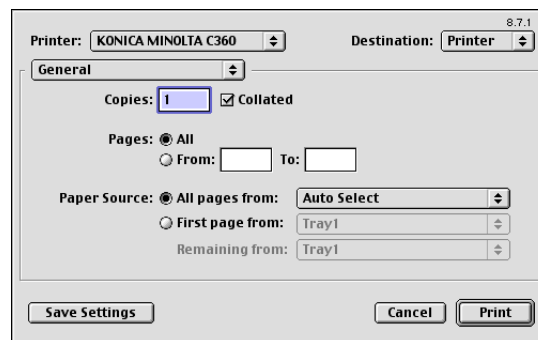 8.7.1
Printer: KONICA MINOLTA C360 Destination: Printer
General
Copies: 1 Collated
Pages: All
From: To:
Paper Source: All pages from: Auto Select
First page from: Tray1
Remaining from: Tray1
Save Settings Cancel Print